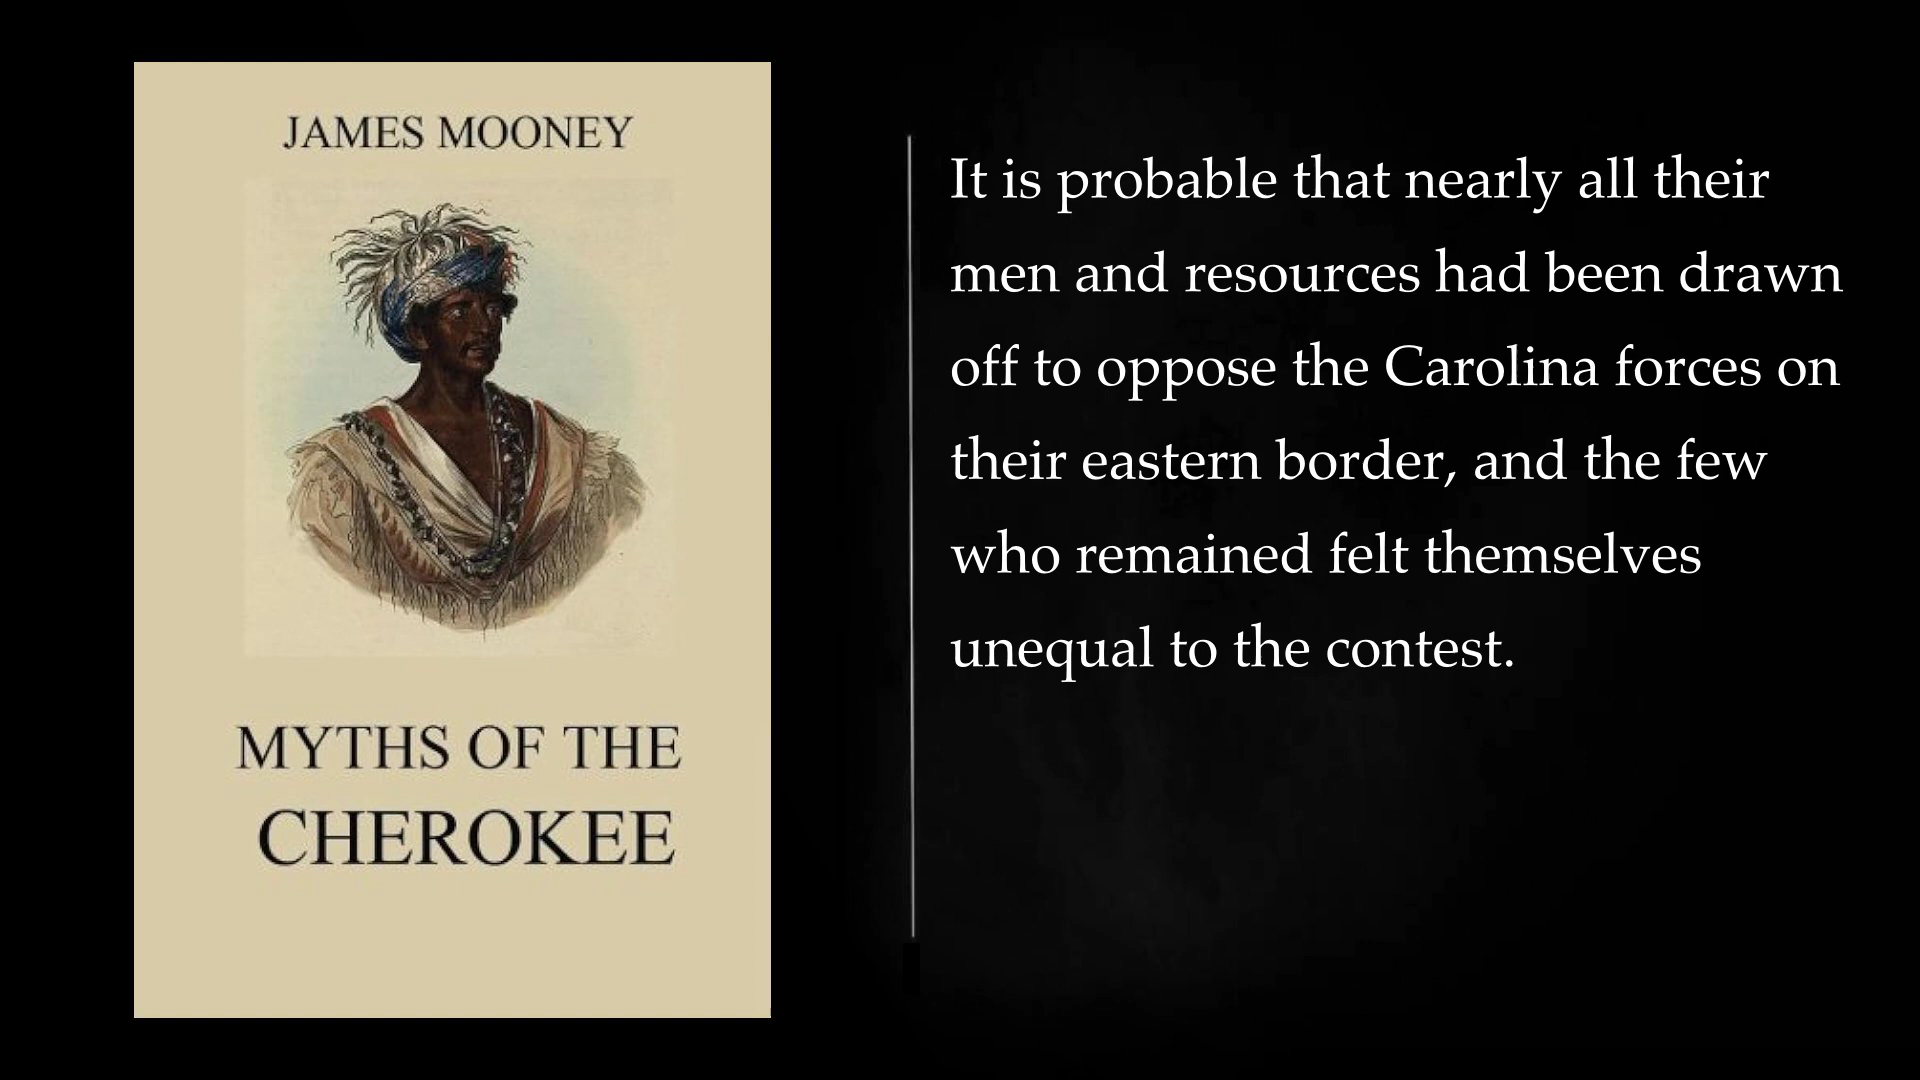 JAMES MOONEY
MYTHS OF THE
CHEROKEE
It is probable that nearly all their
men and resources had been drawn
off to oppose the Carolina forces on
their eastern border, and the few
who remained felt themselves
unequal to the contest.